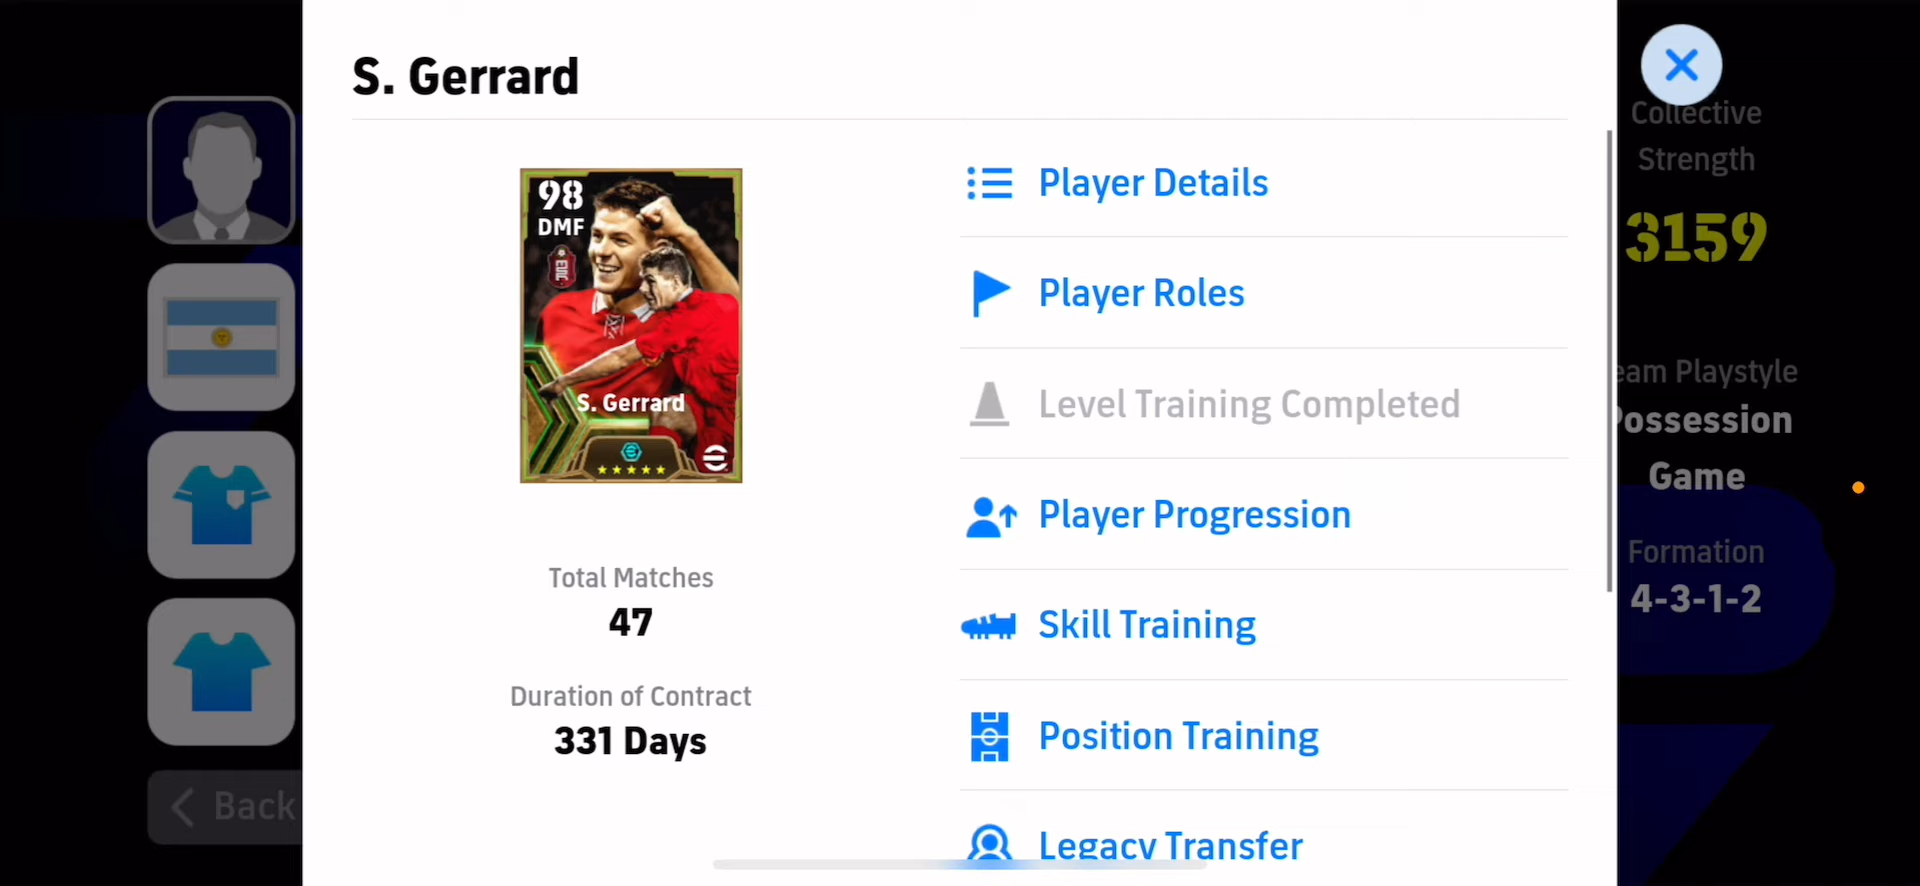 S. Gerrard
98
DMF
S. Gerrard
Total Matches
47
Duration of Contract
331 Days
Player Details
Player Roles
Level Training Completed
Player Progression
Skill Training
Position Training
Legacy Transfer
Back
Collective
Strength
3159
eam Playstyle
Possession
Game
Formation
4-3-1-2